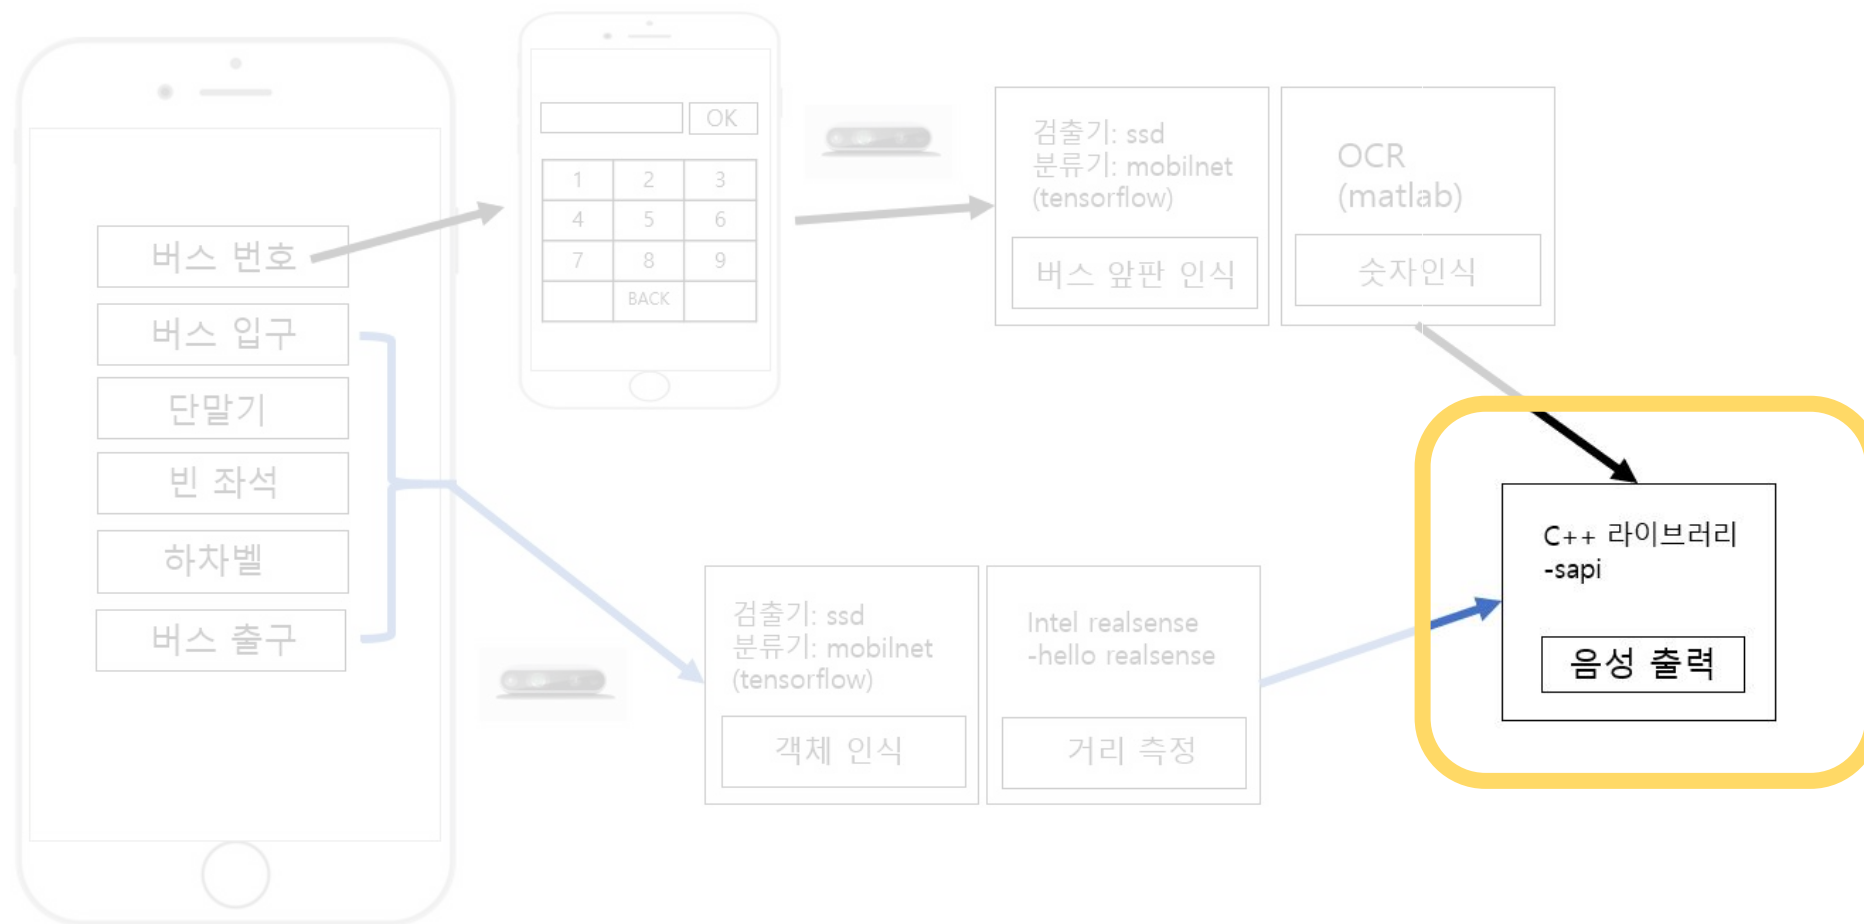 버스 번호
버스 입구
단말기
빈 좌석
하차벨
버스 출구
OK
1 2 3
4 5 6
7 8 9
BACK
검출기: ssd
분류기: mobilnet
(tensorflow)
버스 앞판 인식
OCR
(matlab)
숫자인식
검출기: ssd
분류기: mobilnet
(tensorflow)
객체 인식
Intel realsense
-hello realsense
거리 측정
C++ 라이브러리
-sapi
음성 출력